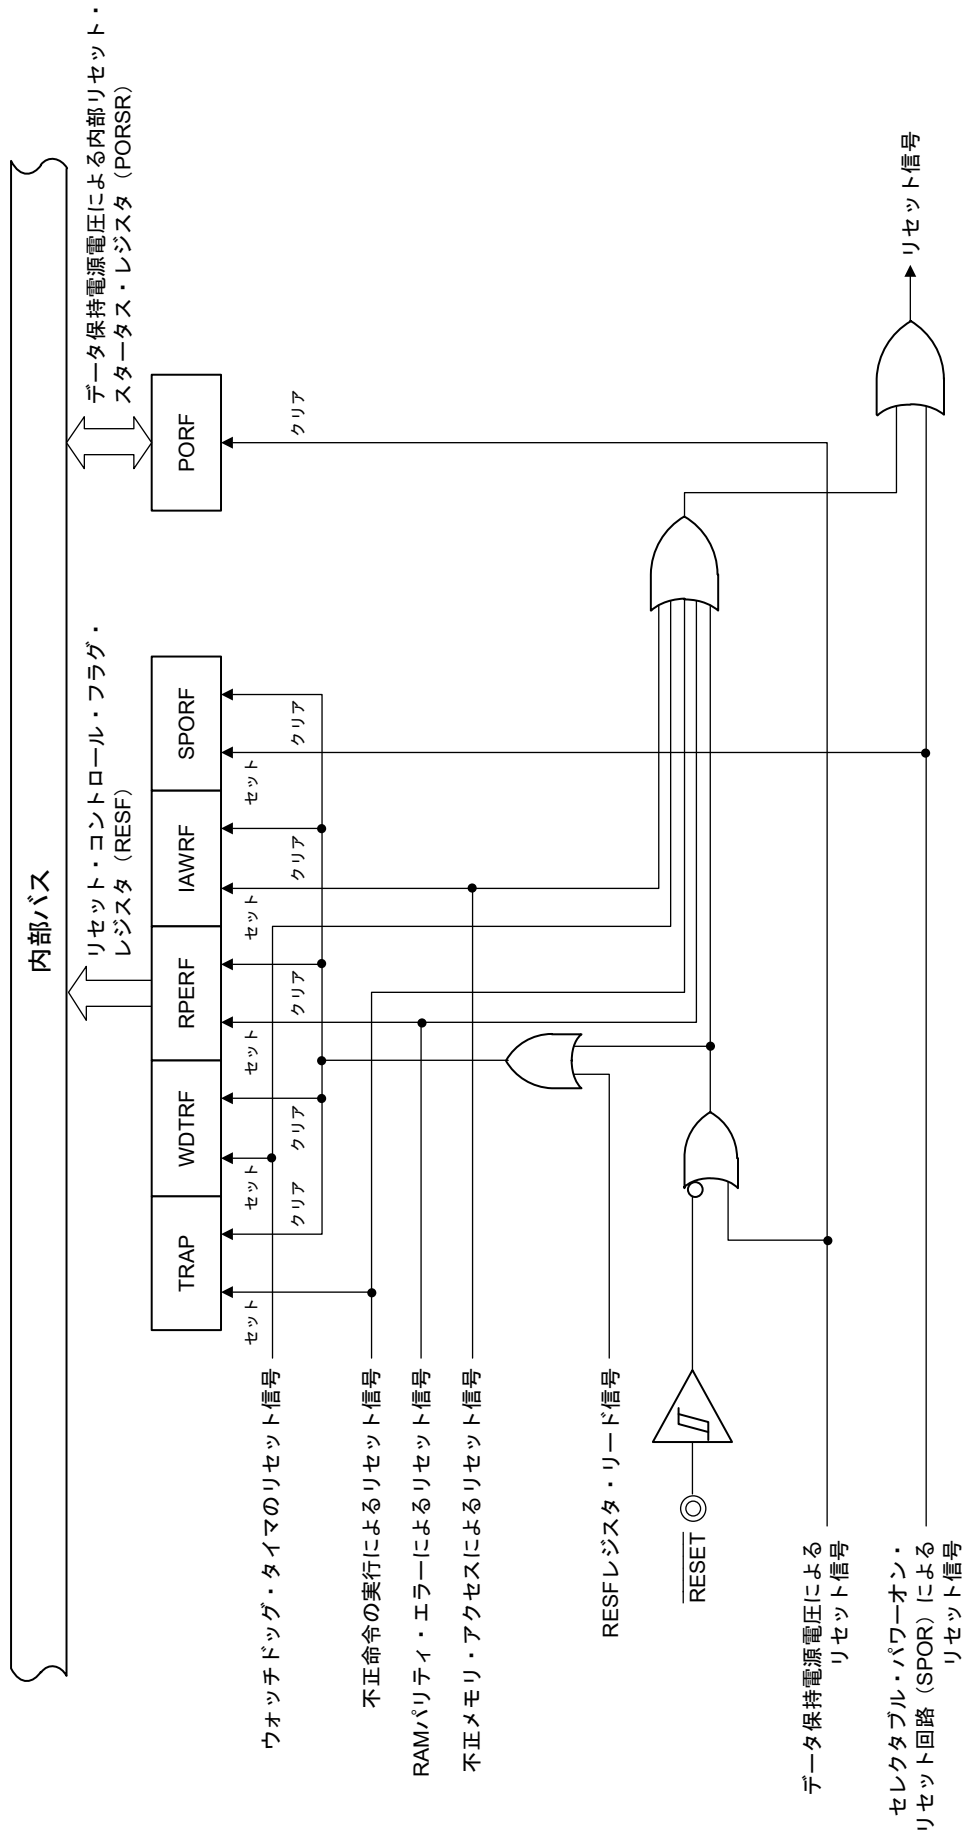 内部バス
リセット・コントロール・フラグ・
レジスタ（RESF）
データ保持電源電圧による内部リセット・
スタータス・レジスタ（PORSR）
TRAP
WDTRF
RPERF
IAWRF
SPORF
PORF
セット
クリア
セット
クリア
セット
クリア
セット
クリア
セット
クリア
クリア
ウォッチドッグ・タイマのリセット信号
不正命令の実行によるリセット信号
RAMパリティ・エラーによるリセット信号
不正メモリ・アクセスによるリセット信号
RESFレジスタ・リード信号
RESET
データ保持電源電圧による
リセット信号
セレクタブル・パワーオン・
リセット回路（SPOR）による
リセット信号
リセット信号